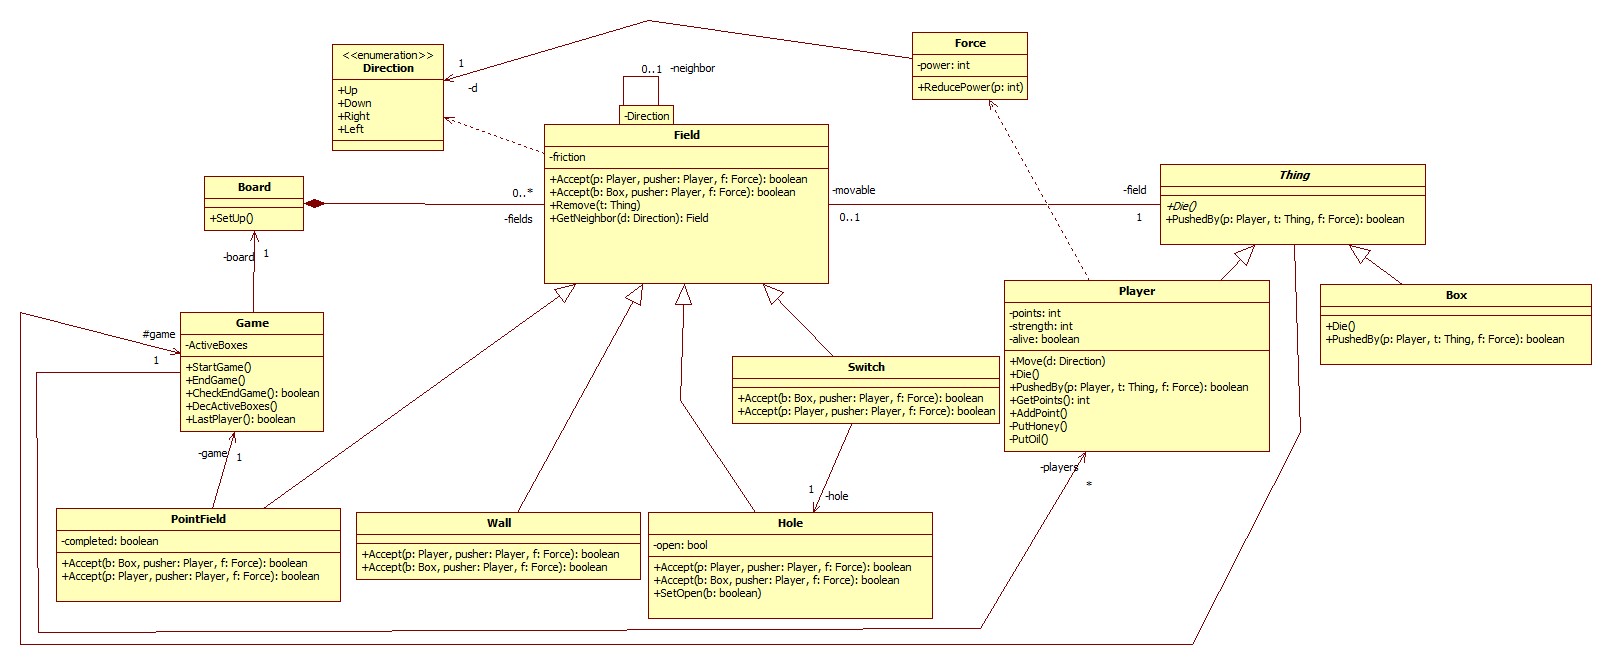 <<enumeration>>
Direction
+Up
+Down
+Right
+Left
1
-d
Force
-power: int
+ReducePower(p: int)
0..1 -neighbor
-Direction
Field
-friction
+Accept(p: Player, pusher: Player, f: Force): boolean
+Accept(b: Box, pusher: Player, f: Force): boolean
+Remove(t: Thing)
+GetNeighbor(d: Direction): Field
Board
+SetUp()
0..*
-fields
-movable
0..1
-field
1
Thing
+Die()
+PushedBy(p: Player, t: Thing, f: Force): boolean
-board
1
Game
-ActiveBoxes
+StartGame()
+EndGame()
+CheckEndGame(): boolean
+DecActiveBoxes()
+LastPlayer(): boolean
#game
1
-game
1
Player
-points: int
-strength: int
-alive: boolean
+Move(d: Direction)
+Die()
+PushedBy(p: Player, t: Thing, f: Force): boolean
+GetPoints(): int
+AddPoint()
-PutHoney()
-PutOil()
Box
+Die()
+PushedBy(p: Player, t: Thing, f: Force): boolean
Switch
+Accept(b: Box, pusher: Player, f: Force): boolean
+Accept(p: Player, pusher: Player, f: Force): boolean
-players
*
1
-hole
PointField
-completed: boolean
+Accept(b: Box, pusher: Player, f: Force): boolean
+Accept(p: Player, pusher: Player, f: Force): boolean
Wall
+Accept(p: Player, pusher: Player, f: Force): boolean
+Accept(b: Box, pusher: Player, f: Force): boolean
Hole
-open: bool
+Accept(p: Player, pusher: Player, f: Force): boolean
+Accept(b: Box, pusher: Player, f: Force): boolean
+SetOpen(b: boolean)